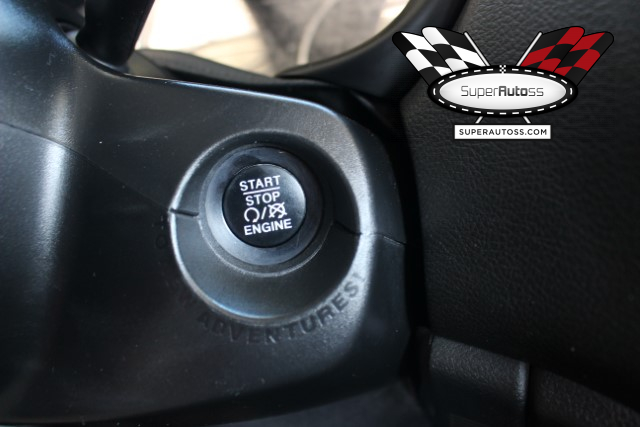 SuperAutoss
SUPERAUTOSS.COM
START
STOP
ENGINE
ADVENTURES!